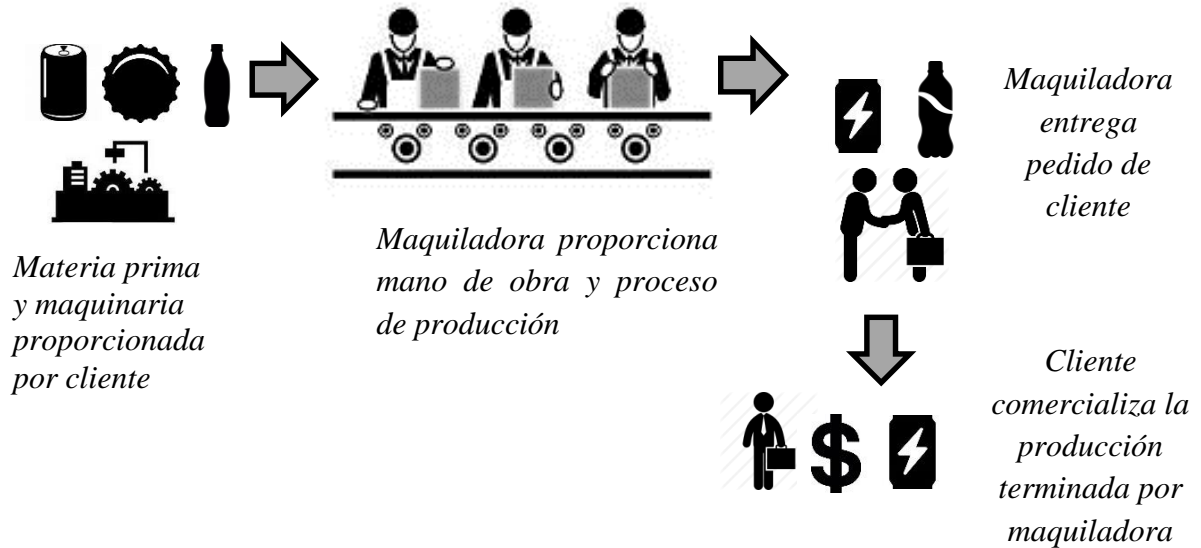 Materia prima
y maquinaria
proporcionada
por cliente
Maquiladora proporciona
mano de obra y proceso
de producción
Maquiladora
entrega
pedido de
cliente
$
Cliente
comercializa la
producción
terminada por
maquiladora